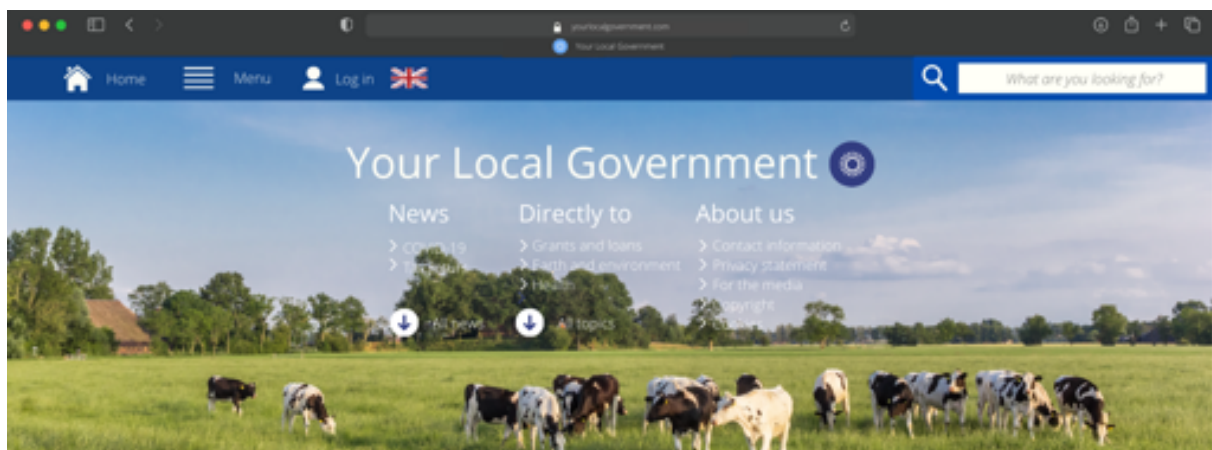 yourlocalgovernment.com
Your Local Government
Home Menu Log in What are you looking for?
Your Local Government
News Directly to About us
> COVID-19 > Grants and loans > Contact information
> > Earth and environment > Privacy statement
> Health > For the media
> Copyright
>
All news All topics